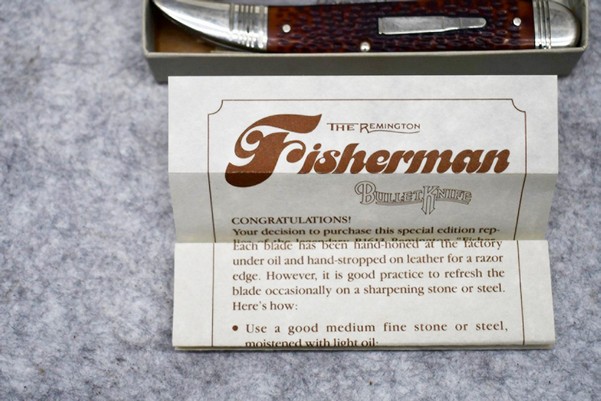 THE REMINGTON
Fisherman
BULLET KNIFE
CONGRATULATIONS!
Your decision to purchase this special edition rep-
Each blade has been hand-honed at the factory
under oil and hand-stropped on leather for a razor
edge. However, it is good practice to refresh the
blade occasionally on a sharpening stone or steel.
Here's how:
• Use a good medium fine stone or steel,
moistened with light oil: